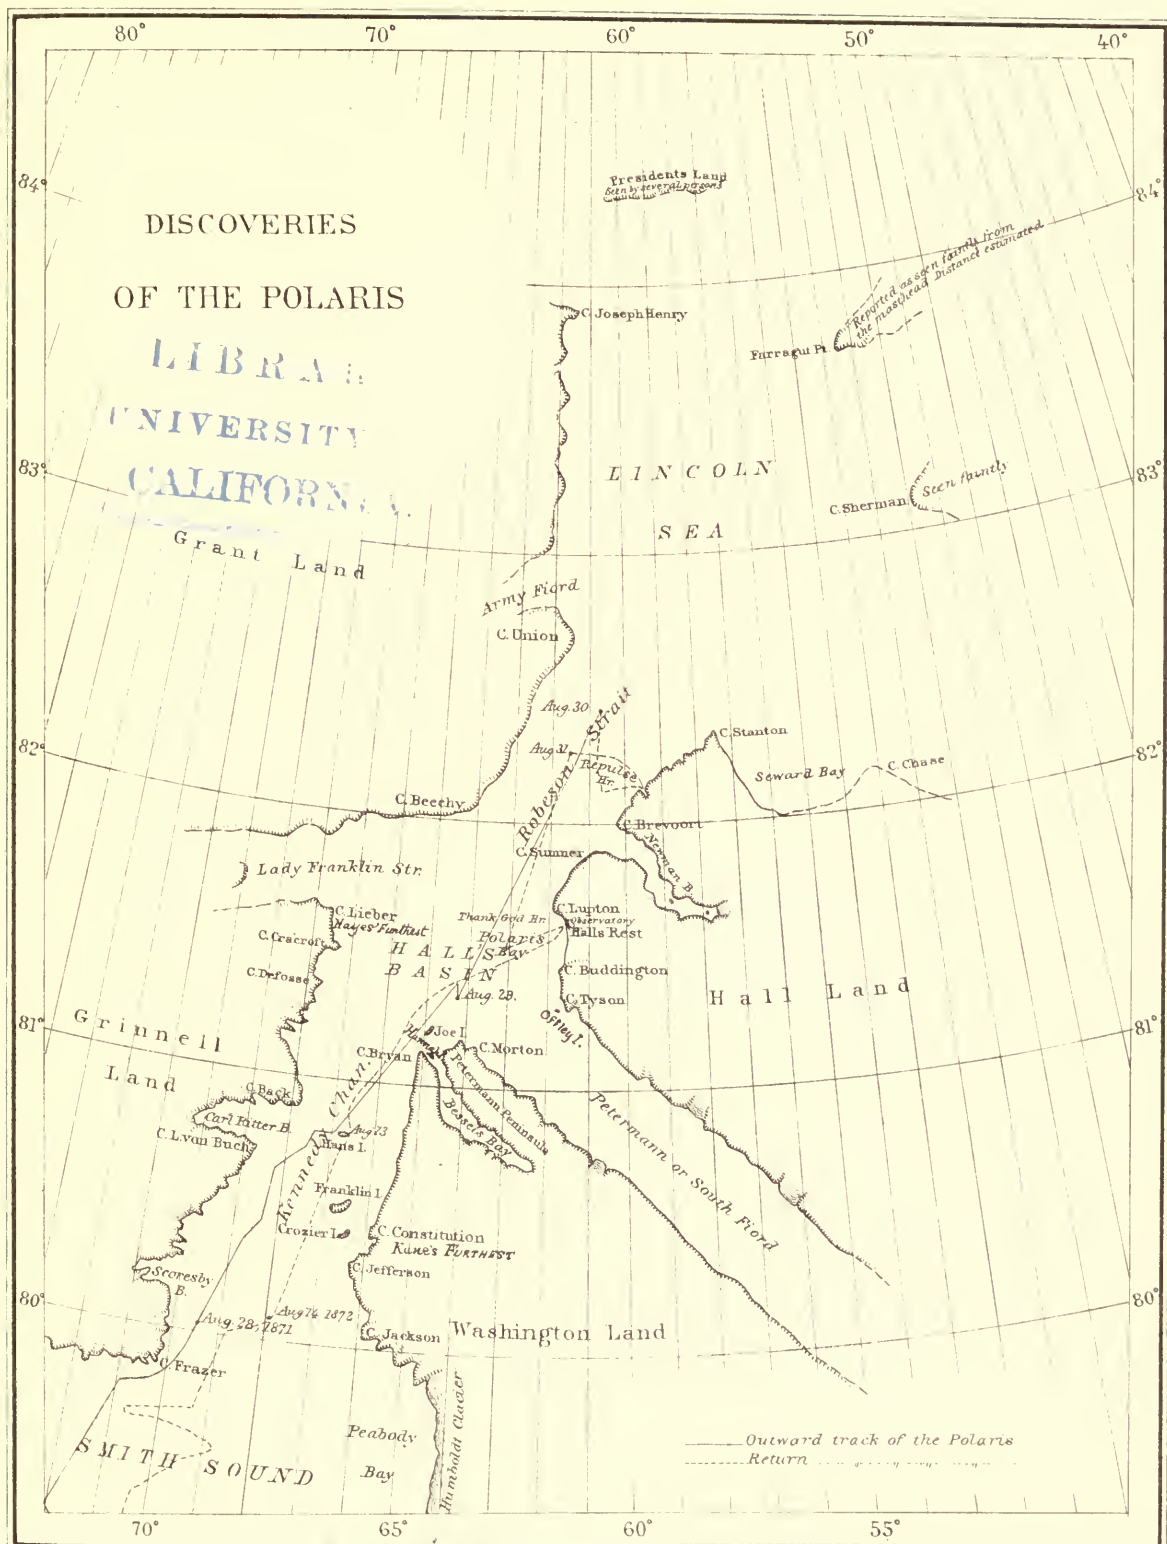 80° 70° 60° 50° 40°
Presidents Land
Seen by several persons
84°
84°
DISCOVERIES
OF THE POLARIS
LIBRAR
UNIVERSITY
CALIFORNIA.
Reported as seen faintly from
the masthead Distance estimated
C. Joseph Henry
Farragut Pt.
83°
83°
LINCOLN
SEA
C. Sherman
Seen faintly
Grant Land
Army Fiord
C. Union
Aug. 30
Robeson Strait
Aug. 31
Repulse
Hr.
C. Stanton
Seward Bay
C. Chase
82°
82°
C. Beechy
C. Brevoort
Newman B.
C. Sumner
Lady Franklin Str.
C. Lieber
Hayes' Furthest
C. Cracroft
C. Defosse
Thank God Hr.
C. Lupton
Observatory
Halls Rest
Polaris
Bay
HALL'S
BASIN
C. Buddington
C. Tyson
Offley I.
Hall Land
Aug. 29.
81°
81°
Grinnell
Land
Joe I.
Hannah I.
C. Bryan
C. Morton
Petermann Peninsula
Bessels Bay
Petermann or South Fiord
C. Back
Carl Ritter B.
C. L. von Buch
Kennedy Chan.
Aug 13
Hans I.
Franklin I.
Crozier I.
C. Constitution
Kane's FURTHEST
C. Jefferson
Scoresby
B.
80°
80°
Aug. 28, 1871
Aug 14 1872
C. Jackson
Washington Land
C. Frazer
SMITH SOUND
Peabody
Bay
Humboldt Glacier
Outward track of the Polaris
Return
70° 65° 60° 55°